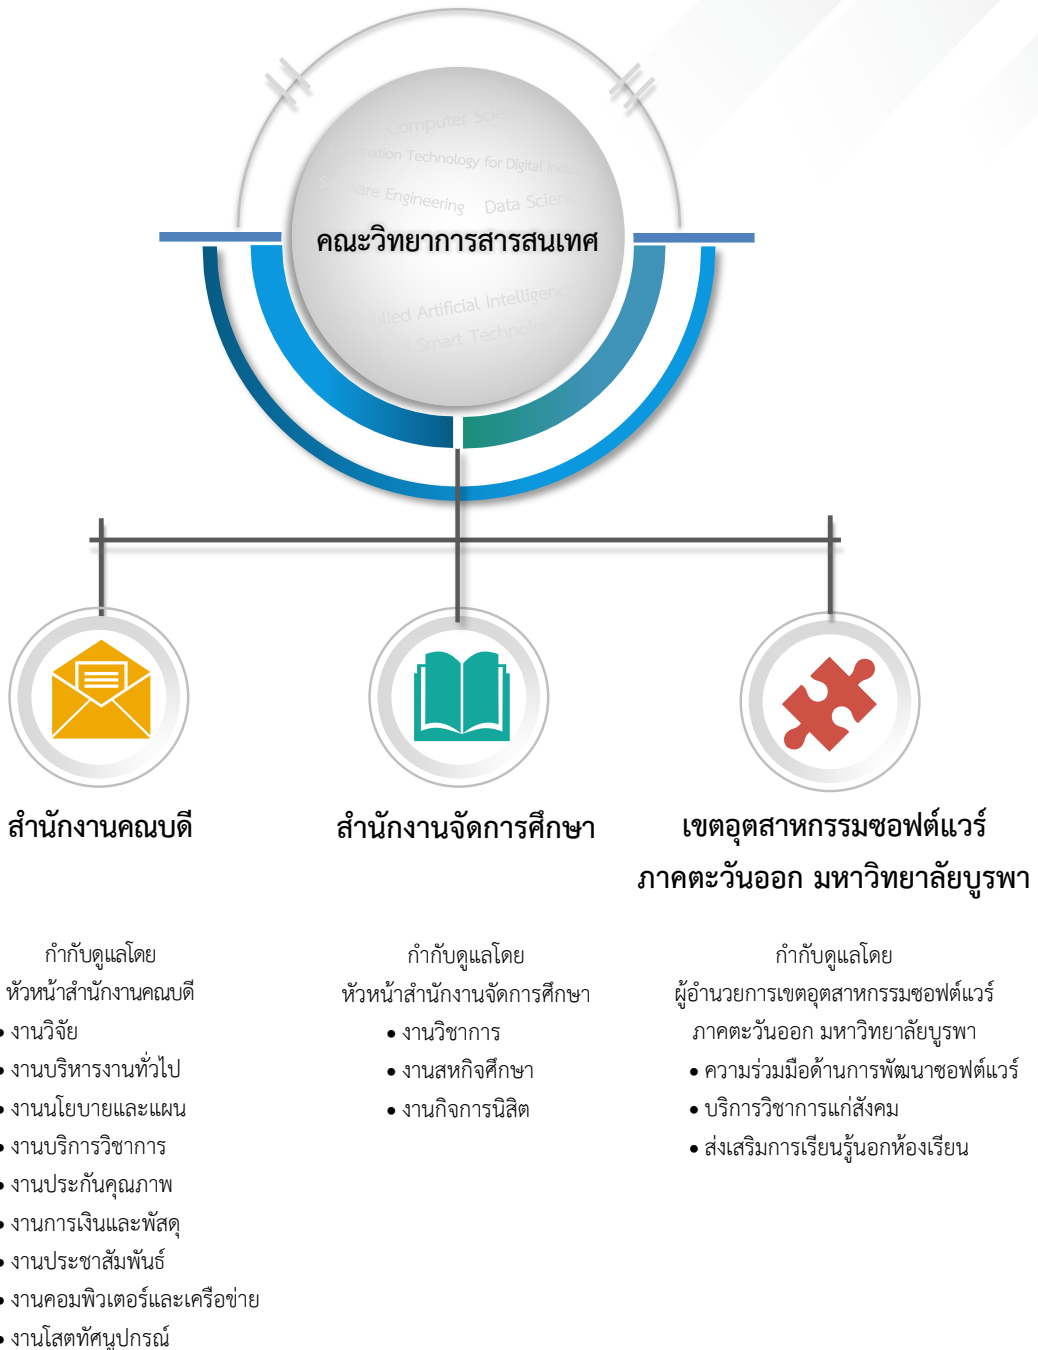 Computer Scien
mation Technology for Digital Indu
ware Engineering
Data Scien
คณะวิทยาการสารสนเทศ
lied Artificial Intelligenc
Smart Technolo
สำนักงานคณบดี
กำกับดูแลโดย
หัวหน้าสำนักงานคณบดี
• งานวิจัย
• งานบริหารงานทั่วไป
• งานนโยบายและแผน
• งานบริการวิชาการ
• งานประกันคุณภาพ
• งานการเงินและพัสดุ
• งานประชาสัมพันธ์
• งานคอมพิวเตอร์และเครือข่าย
• งานโสตทัศนูปกรณ์
สำนักงานจัดการศึกษา
กำกับดูแลโดย
หัวหน้าสำนักงานจัดการศึกษา
• งานวิชาการ
• งานสหกิจศึกษา
• งานกิจการนิสิต
เขตอุตสาหกรรมซอฟต์แวร์
ภาคตะวันออก มหาวิทยาลัยบูรพา
กำกับดูแลโดย
ผู้อำนวยการเขตอุตสาหกรรมซอฟต์แวร์
ภาคตะวันออก มหาวิทยาลัยบูรพา
• ความร่วมมือด้านการพัฒนาซอฟต์แวร์
• บริการวิชาการแก่สังคม
• ส่งเสริมการเรียนรู้นอกห้องเรียน